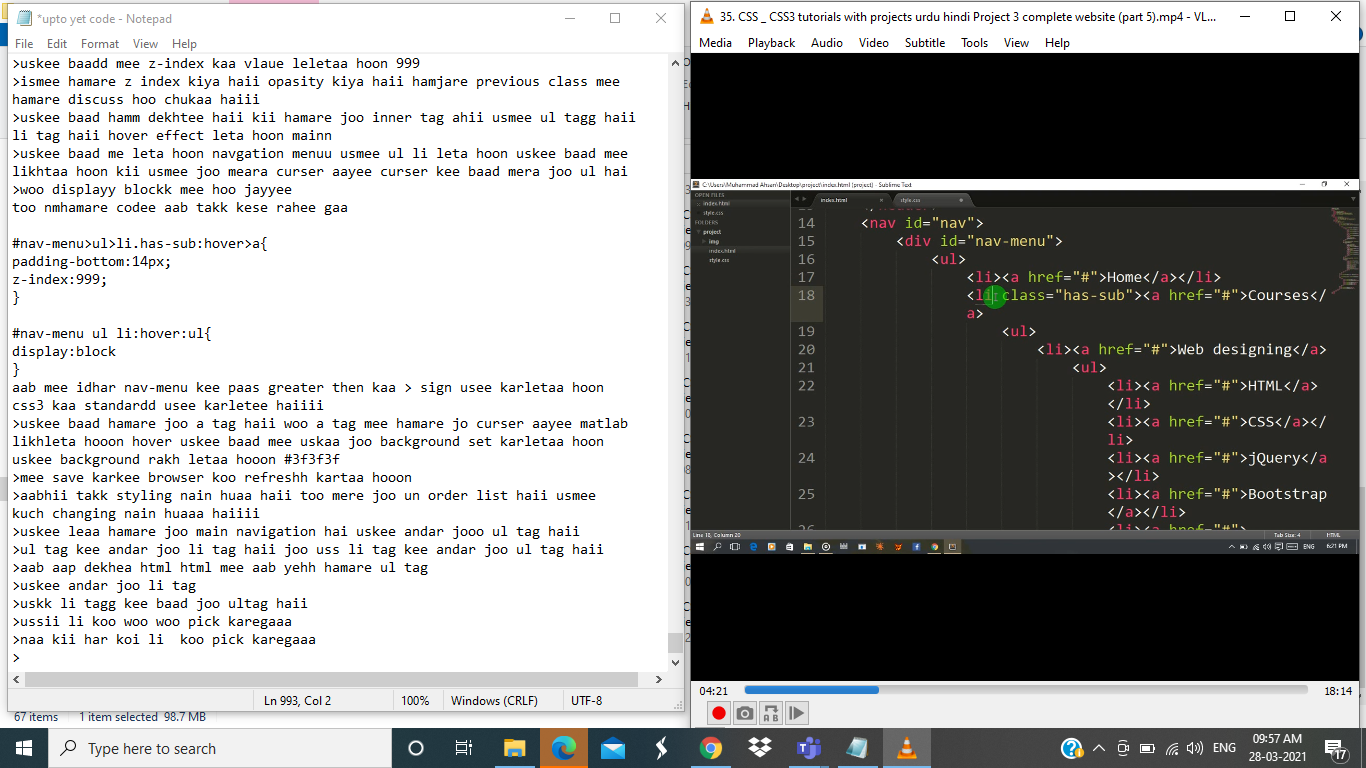 *upto yet code - Notepad
File Edit Format View Help
>uskee baadd mee z-index kaa vlaue leletaa hoon 999
>ismee hamare z index kiya haii opasity kiya haii hamjare previous class mee
hamare discuss hoo chukaa haiii
>uskee baad hamm dekhtee haii kii hamare joo inner tag ahii usmee ul tagg haii
li tag haii hover effect leta hoon mainn
>uskee baad me leta hoon navgation menuu usmee ul li leta hoon uskee baad mee
likhtaa hoon kii usmee joo meara curser aayee curser kee baad mera joo ul hai
>woo displayy blockk mee hoo jayyee
too nmhamare codee aab takk kese rahee gaa
#nav-menu>ul>li.has-sub:hover>a{
padding-bottom:14px;
z-index:999;
}
#nav-menu ul li:hover:ul{
display:block
}
aab mee idhar nav-menu kee paas greater then kaa > sign usee karletaa hoon
css3 kaa standardd usee karletee haiiii
>uskee baad hamare joo a tag haii woo a tag mee hamare jo curser aayee matlab
likhleta hooon hover uskee baad mee uskaa joo background set karletaa hoon
uskee background rakh letaa hooon #3f3f3f
>mee save karkee browser koo refreshh kartaa hooon
>aabhii takk styling nain huaa haii too mere joo un order list haii usmee
kuch changing nain huaaa haiiii
>uskee leaa hamare joo main navigation hai uskee andar jooo ul tag haii
>ul tag kee andar joo li tag haii joo uss li tag kee andar joo ul tag haii
>aab aap dekhea html html mee aab yehh hamare ul tag
>uskee andar joo li tag
>uskk li tagg kee baad joo ultag haii
>ussii li koo woo woo pick karegaaa
>naa kii har koi li  koo pick karegaaa
>
Ln 993, Col 2 100% Windows (CRLF) UTF-8
67 items 1 item selected 98.7 MB
35. CSS _ CSS3 tutorials with projects urdu hindi Project 3 complete website (part 5).mp4 - VL...
Media Playback Audio Video Subtitle Tools View Help
C:\Users\Muhammad Ahsan\Desktop\project\index.html (project) - Sublime Text
OPEN FILES
index.html
style.css
FOLDERS
project
img
index.html
style.css
index.html style.css
14 <nav id="nav">
15 <div id="nav-menu">
16 <ul>
17 <li><a href="#">Home</a></li>
18 <li class="has-sub"><a href="#">Courses</
a>
19 <ul>
20 <li><a href="#">Web designing</a>
21 <ul>
22 <li><a href="#">HTML</a>
</li>
23 <li><a href="#">CSS</a></
li>
24 <li><a href="#">jQuery</a
></li>
25 <li><a href="#">Bootstrap
</a></li>
26 <li><a href="#">
Line 18, Column 20 Tab Size: 4 HTML
ENG 6:21 PM
04:21 18:14
Type here to search
ENG 09:57 AM
28-03-2021
17